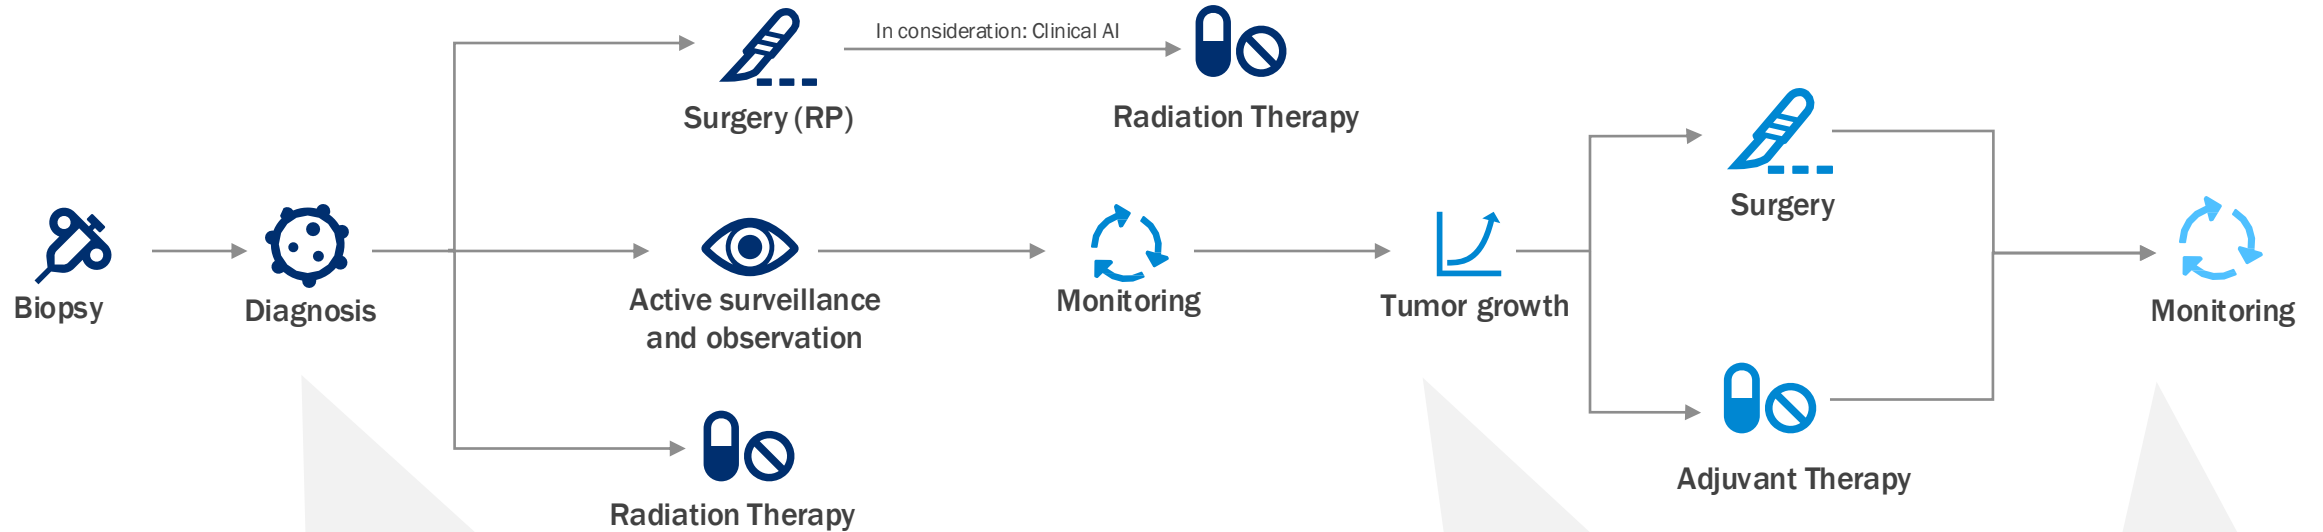 In consideration: Clinical AI
Surgery (RP)
Radiation Therapy
Surgery
Biopsy
Diagnosis
Active surveillance
and observation
Monitoring
Tumor growth
Monitoring
Radiation Therapy
Adjuvant Therapy